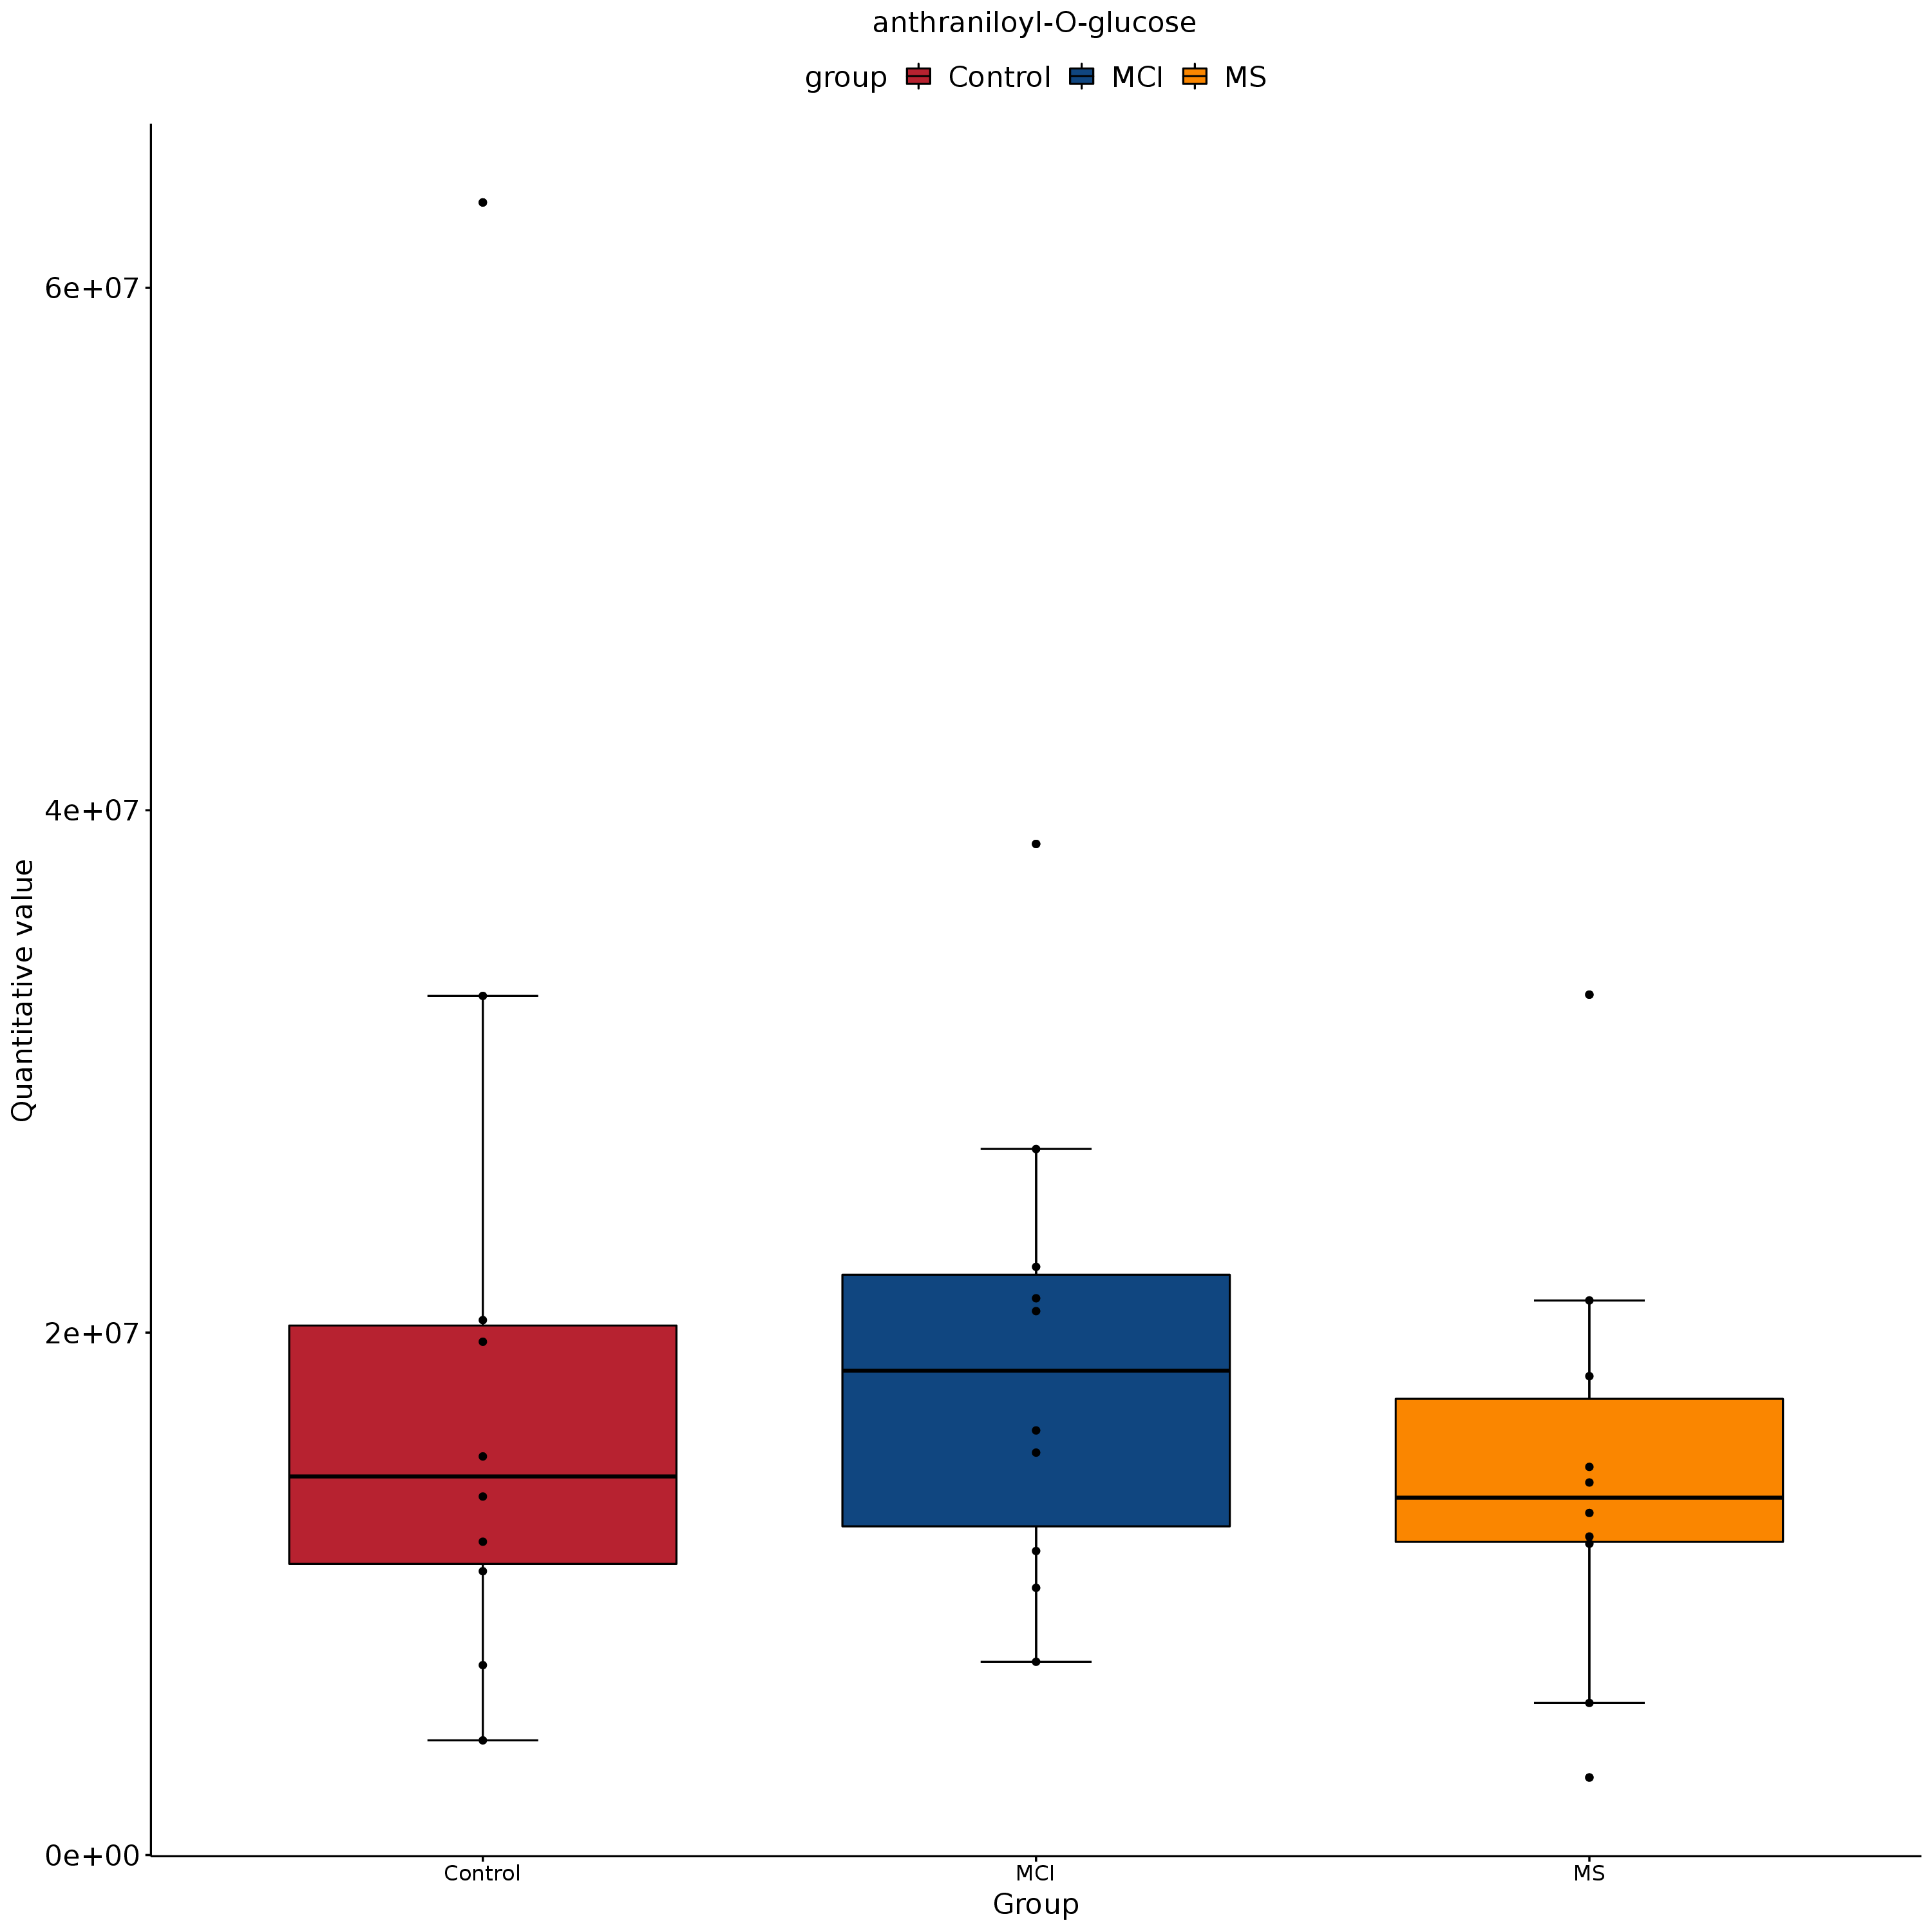 anthraniloyl-O-glucose
group Control MCI MS
6e+07
4e+07
2e+07
0e+00
Quantitative value
Control MCI MS
Group